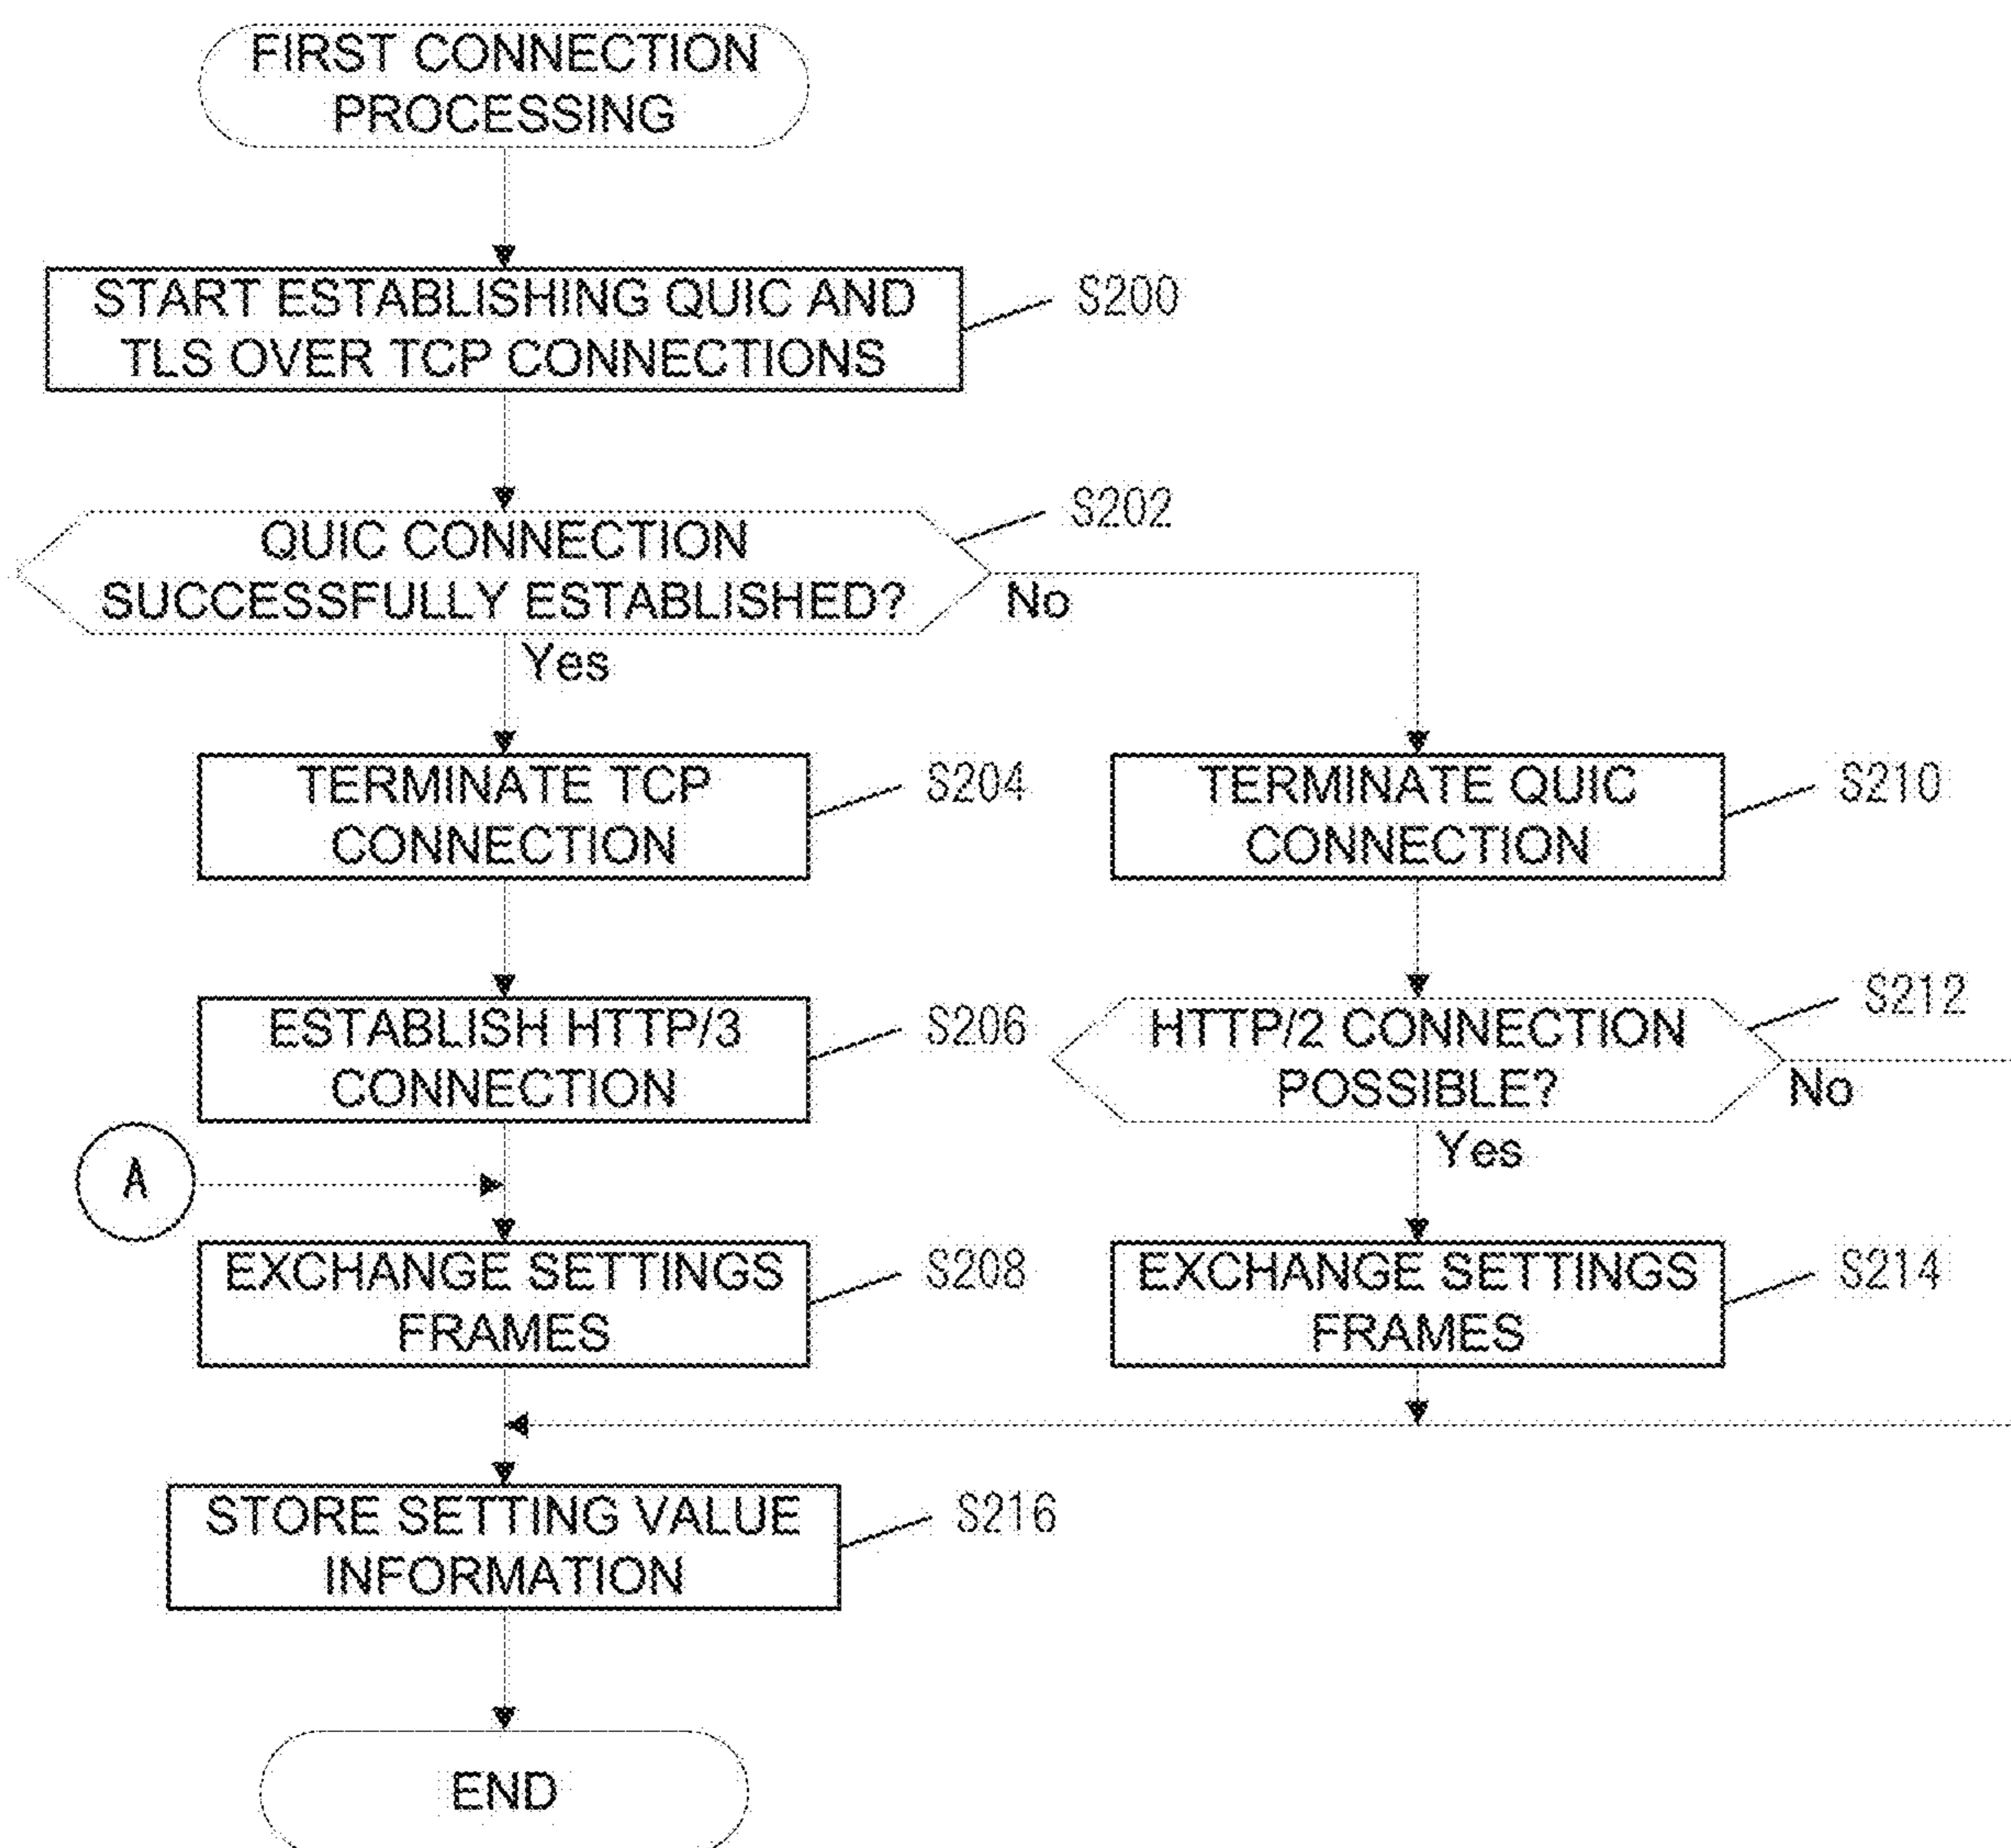 FIRST CONNECTION
PROCESSING
START ESTABLISHING QUIC AND
TLS OVER TCP CONNECTIONS
S200
QUIC CONNECTION
SUCCESSFULLY ESTABLISHED?
S202
No
Yes
TERMINATE TCP
CONNECTION
S204
TERMINATE QUIC
CONNECTION
S210
ESTABLISH HTTP/3
CONNECTION
S206
HTTP/2 CONNECTION
POSSIBLE?
S212
No
Yes
A
EXCHANGE SETTINGS
FRAMES
S208
EXCHANGE SETTINGS
FRAMES
S214
STORE SETTING VALUE
INFORMATION
S216
END